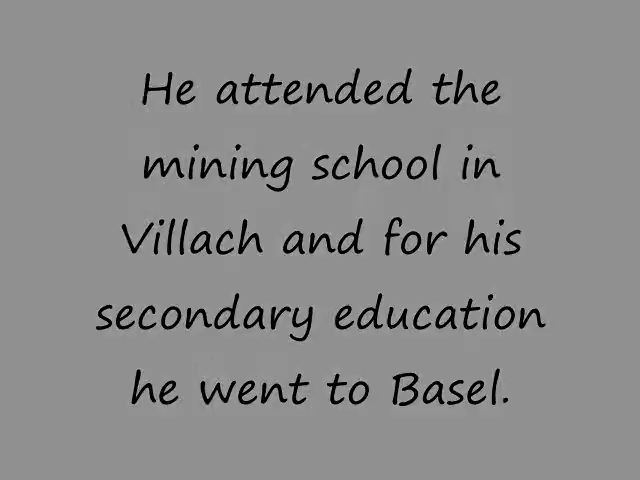 He attended the
mining school in
Villach and for his
secondary education
he went to Basel.